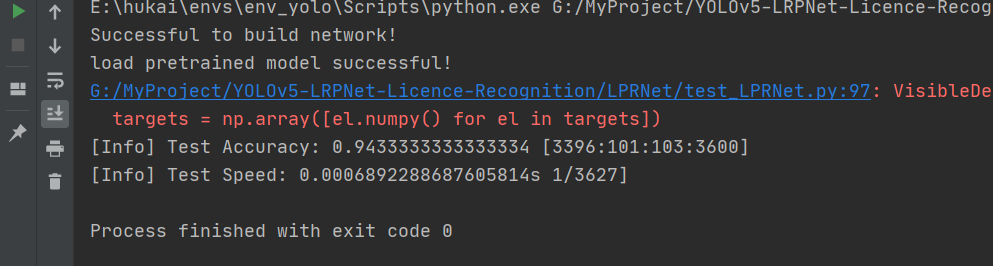 E:\hukai\envs\env_yolo\Scripts\python.exe G:/MyProject/YOLOv5-LRPNet-Licence-Recog
Successful to build network!
load pretrained model successful!
G:/MyProject/YOLOv5-LRPNet-Licence-Recognition/LPRNet/test_LPRNet.py:97: VisibleDe
targets = np.array([el.numpy() for el in targets])
[Info] Test Accuracy: 0.9433333333333334 [3396:101:103:3600]
[Info] Test Speed: 0.0006892288687605814s 1/3627]
Process finished with exit code 0